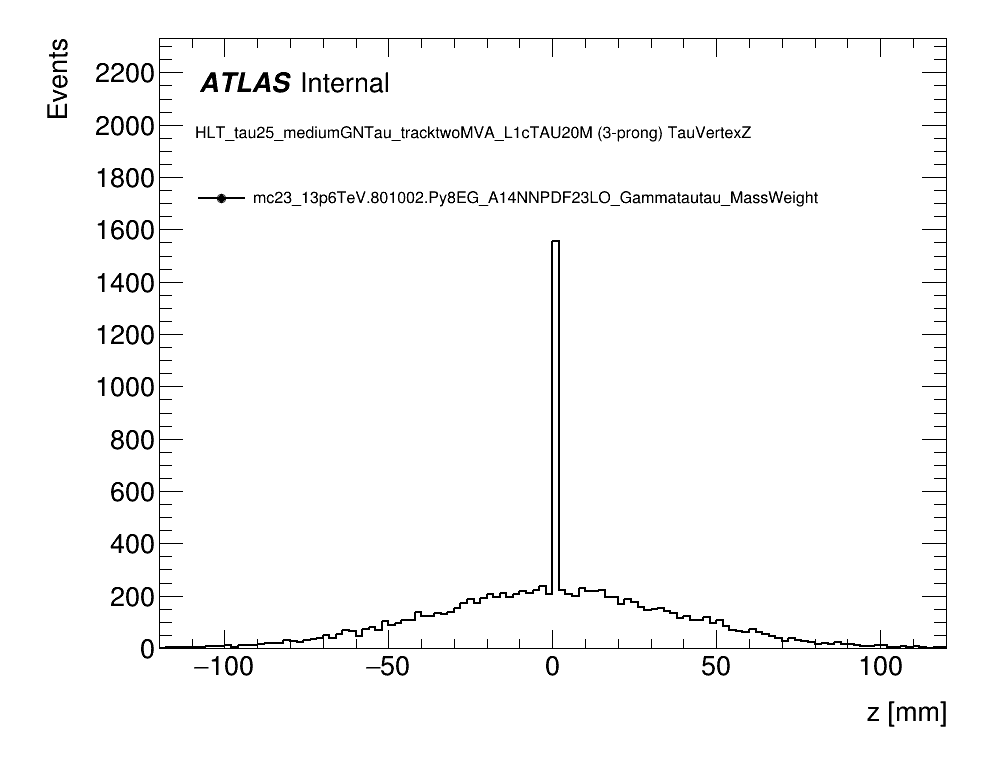 Events
2200
ATLAS Internal
2000
HLT_tau25_mediumGNTau_tracktwoMVA_L1cTAU20M (3-prong) TauVertexZ
1800
mc23_13p6TeV.801002.Py8EG_A14NNPDF23LO_Gammatautau_MassWeight
1600
1400
1200
1000
800
600
400
200
0
−100 −50 0 50 100
z [mm]